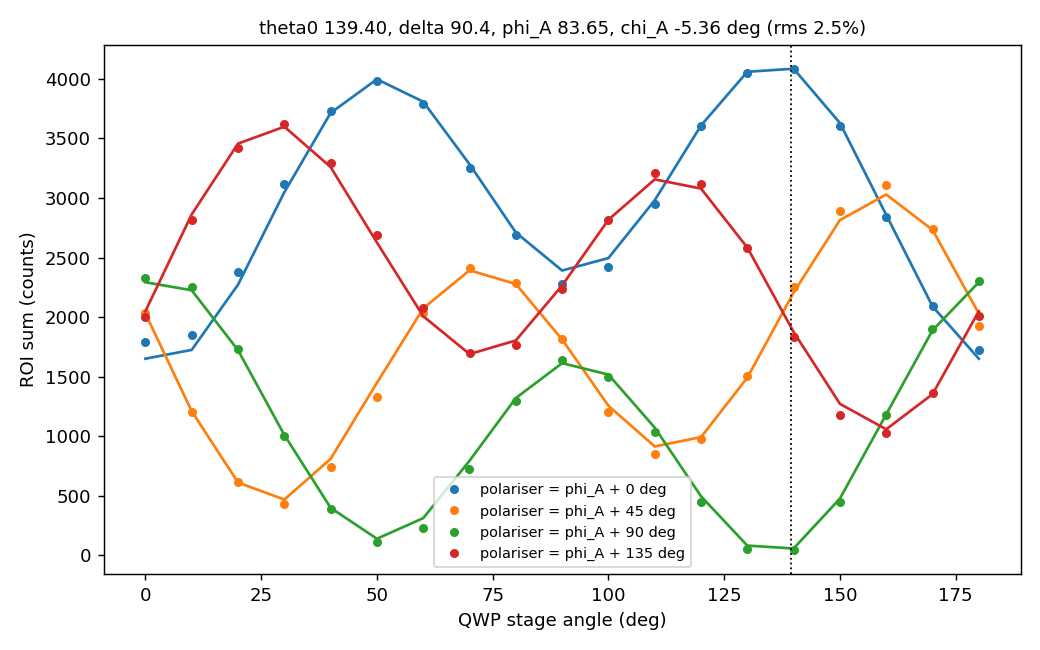 theta0 139.40, delta 90.4, phi_A 83.65, chi_A -5.36 deg (rms 2.5%)
ROI sum (counts)
4000
3500
3000
2500
2000
1500
1000
500
0
polariser = phi_A + 0 deg
polariser = phi_A + 45 deg
polariser = phi_A + 90 deg
polariser = phi_A + 135 deg
0 25 50 75 100 125 150 175
QWP stage angle (deg)